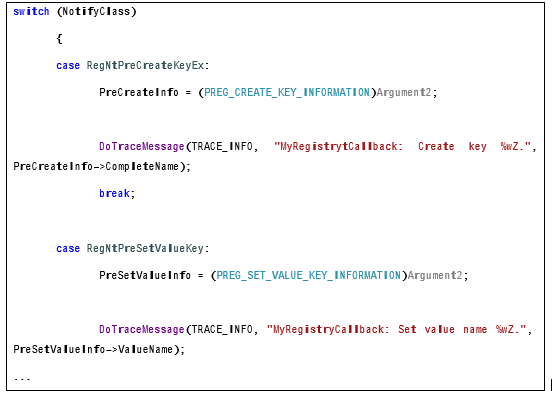 switch (NotifyClass)
{
case RegNtPreCreateKeyEx:
PreCreateInfo = (PREG_CREATE_KEY_INFORMATION)Argument2;
DoTraceMessage(TRACE_INFO, "MyRegistrytCallback: Create key %wZ.",
PreCreateInfo->CompleteName);
break;
case RegNtPreSetValueKey:
PreSetValueInfo = (PREG_SET_VALUE_KEY_INFORMATION)Argument2;
DoTraceMessage(TRACE_INFO, "MyRegistryCallback: Set value name %wZ.",
PreSetValueInfo->ValueName);
...